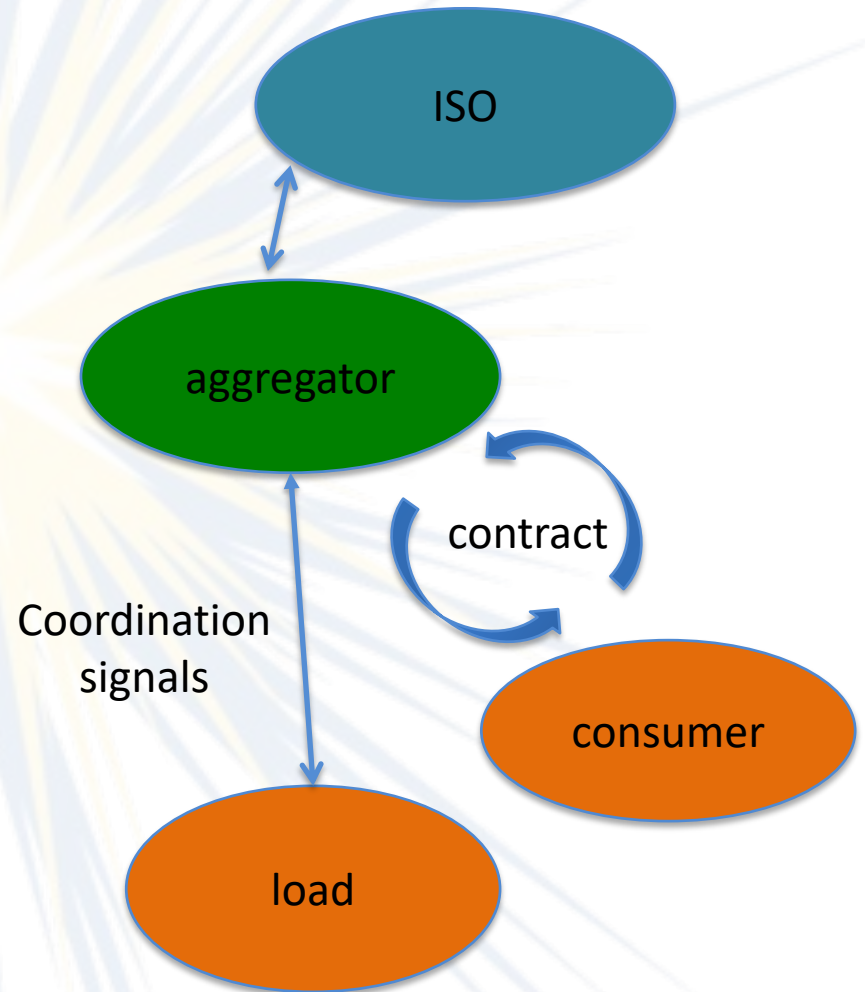 ISO
aggregator
contract
Coordination
signals
consumer
load